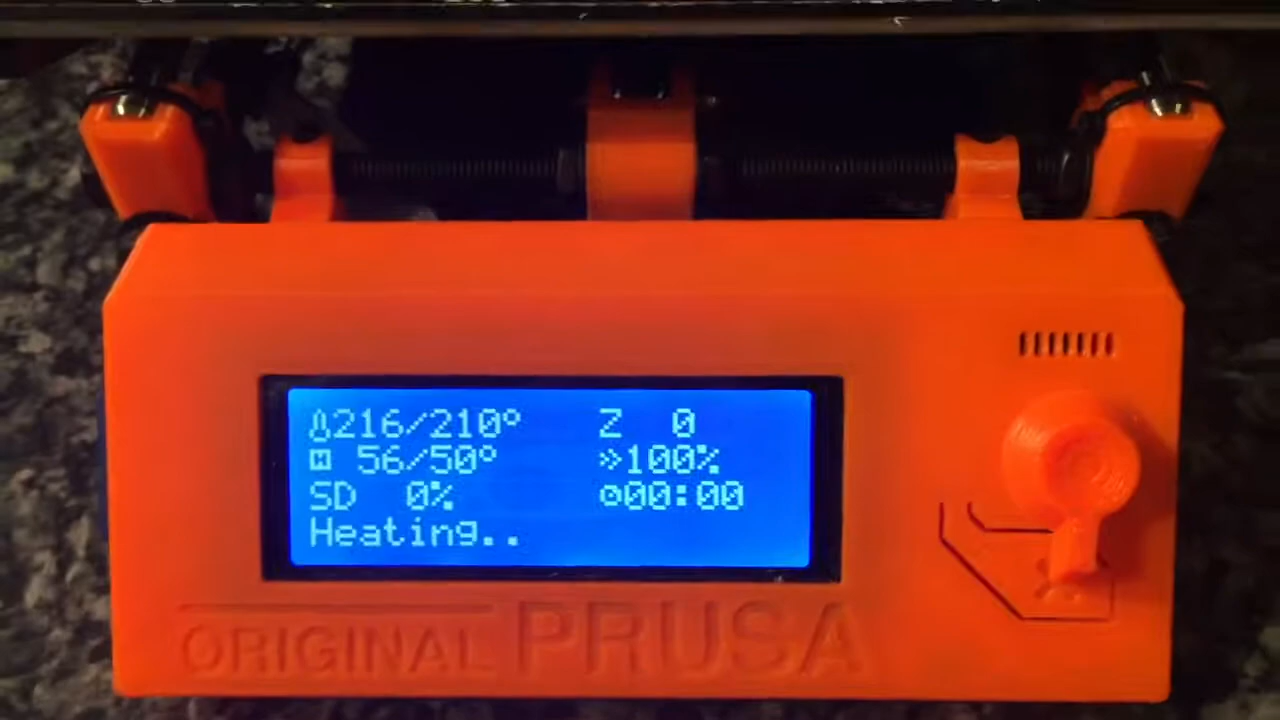 216/210° Z 0
56/50° »100%
SD 0% 00:00
Heating..
ORIGINAL PRUSA